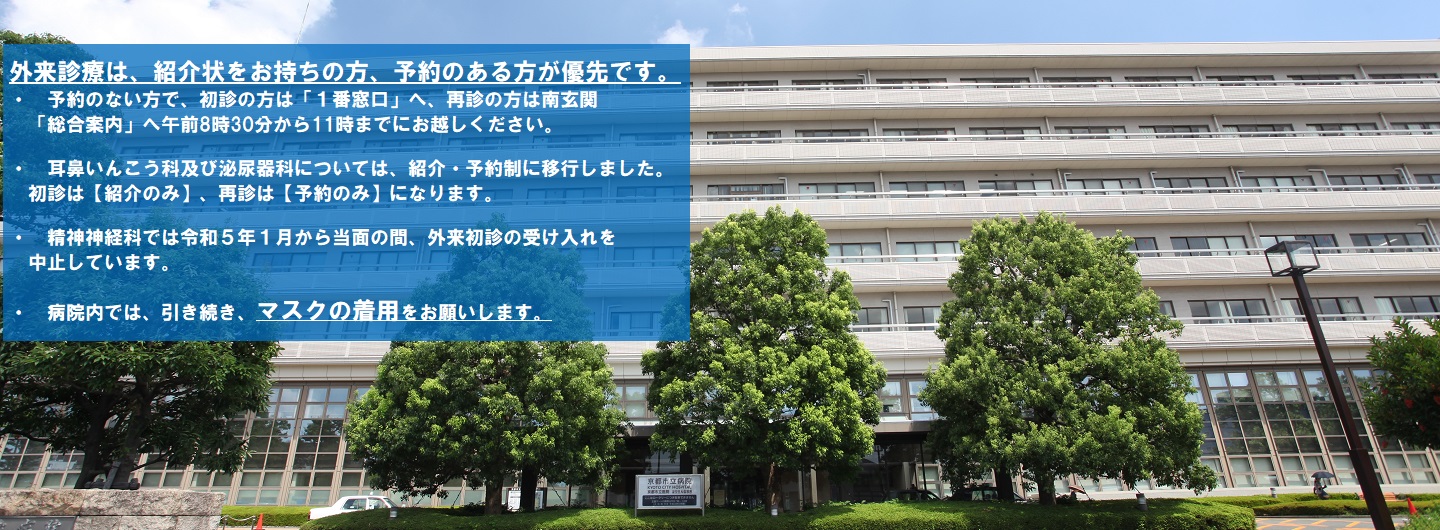 外来診療は、紹介状をお持ちの方、予約のある方が優先です。
・ 予約のない方で、初診の方は「１番窓口」へ、再診の方は南玄関
「総合案内」へ午前8時30分から11時までにお越しください。
・ 耳鼻いんこう科及び泌尿器科については、紹介・予約制に移行しました。
初診は【紹介のみ】、再診は【予約のみ】になります。
・ 精神神経科では令和５年１月から当面の間、外来初診の受け入れを
中止しています。
・ 病院内では、引き続き、マスクの着用をお願いします。
京都市立病院
KYOTO CITY HOSPITAL